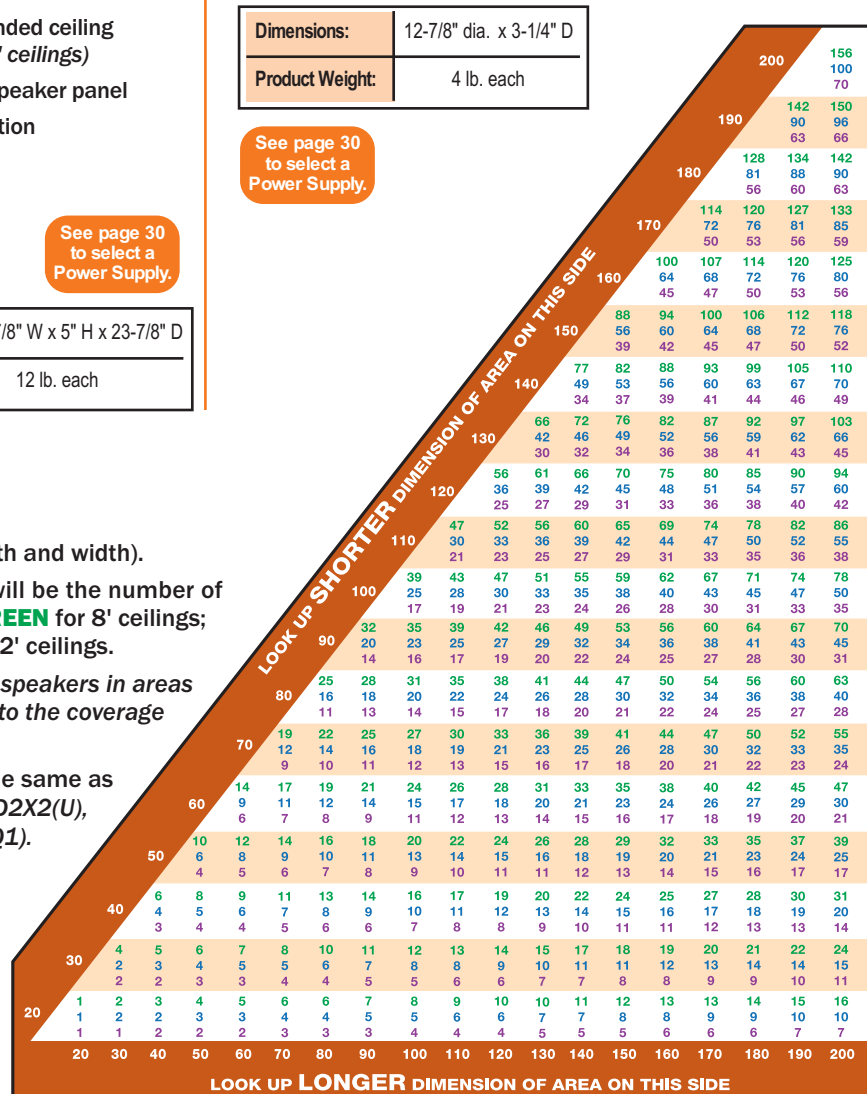 nded ceiling
' ceilings)
peaker panel
tion
See page 30
to select a
Power Supply.
/8" W x 5" H x 23-7/8" D
12 lb. each
Dimensions: 12-7/8" dia. x 3-1/4" D
Product Weight: 4 lb. each
See page 30
to select a
Power Supply.
th and width).
will be the number of
REEN for 8' ceilings;
2' ceilings.
speakers in areas
to the coverage
e same as
D2X2(U),
Q1).
LOOK UP SHORTER DIMENSION OF AREA ON THIS SIDE
156
200 100
70
142 150
190 90 96
63 66
128 134 142
180 81 88 90
56 60 63
114 120 127 133
170 72 76 81 85
50 53 56 59
100 107 114 120 125
160 64 68 72 76 80
45 47 50 53 56
88 94 100 106 112 118
150 56 60 64 68 72 76
39 42 45 47 50 52
77 82 88 93 99 105 110
140 49 53 56 60 63 67 70
34 37 39 41 44 46 49
66 72 76 82 87 92 97 103
130 42 46 49 52 56 59 62 66
30 32 34 36 38 41 43 45
56 61 66 70 75 80 85 90 94
120 36 39 42 45 48 51 54 57 60
25 27 29 31 33 36 38 40 42
47 52 56 60 65 69 74 78 82 86
110 30 33 36 39 42 44 47 50 52 55
21 23 25 27 29 31 33 35 36 38
39 43 47 51 55 59 62 67 71 74 78
100 25 28 30 33 35 38 40 43 45 47 50
17 19 21 23 24 26 28 30 31 33 35
32 35 39 42 46 49 53 56 60 64 67 70
90 20 23 25 27 29 32 34 36 38 41 43 45
14 16 17 19 20 22 24 25 27 28 30 31
25 28 31 35 38 41 44 47 50 54 56 60 63
80 16 18 20 22 24 26 28 30 32 34 36 38 40
11 13 14 15 17 18 20 21 22 24 25 27 28
19 22 25 27 30 33 36 39 41 44 47 50 52 55
70 12 14 16 18 19 21 23 25 26 28 30 32 33 35
9 10 11 12 13 15 16 17 18 20 21 22 23 24
14 17 19 21 24 26 28 31 33 35 38 40 42 45 47
60 9 11 12 14 15 17 18 20 21 23 24 26 27 29 30
6 7 8 9 11 12 13 14 15 16 17 18 19 20 21
10 12 14 16 18 20 22 24 26 28 29 32 33 35 37 39
50 6 8 9 10 11 13 14 15 16 18 19 20 21 23 24 25
4 5 6 7 8 9 10 11 11 12 13 14 15 16 17 17
6 8 9 11 13 14 16 17 19 20 22 24 25 27 28 30 31
40 4 5 6 7 8 9 10 11 12 13 14 15 16 17 18 19 20
3 4 4 5 6 6 7 8 8 9 10 11 11 12 13 13 14
4 5 6 7 8 10 11 12 13 14 15 17 18 19 20 21 22 24
30 2 3 4 5 5 6 7 8 8 9 10 11 11 12 13 14 14 15
2 2 3 3 4 4 5 5 6 6 7 7 8 8 9 9 10 11
1 2 3 4 5 6 6 7 8 9 10 10 11 12 13 13 14 15 16
20 1 2 2 3 3 4 4 5 5 6 6 7 7 8 8 9 9 10 10
1 1 2 2 2 3 3 3 4 4 4 5 5 5 6 6 6 7 7
20 30 40 50 60 70 80 90 100 110 120 130 140 150 160 170 180 190 200
LOOK UP LONGER DIMENSION OF AREA ON THIS SIDE